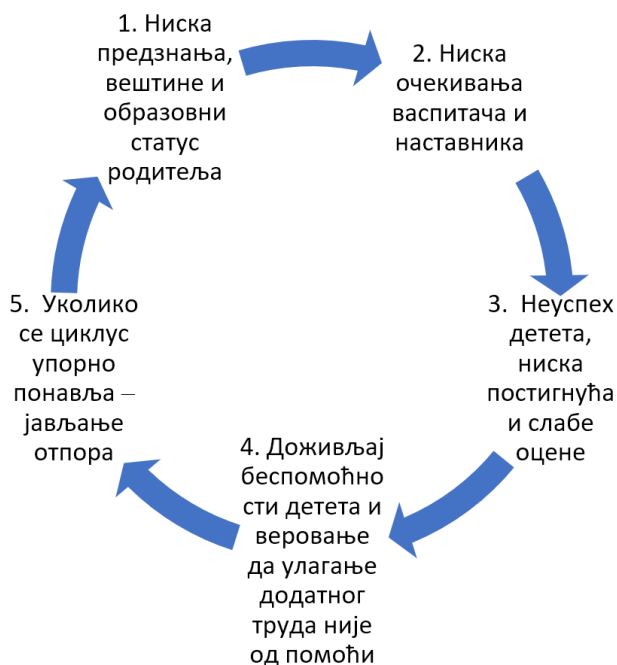 1. Ниска
предзнања,
вештине и
образовни
статус
родитеља
2. Ниска
очекивања
васпитача и
наставника
3. Неуспех
детета,
ниска
постигнућа
и слабе
оцене
4. Доживљај
беспомоћно
сти детета и
веровање
да улагање
додатног
труда није
од помоћи
5. Уколико
се циклус
упорно
понавља –
јављање
отпора